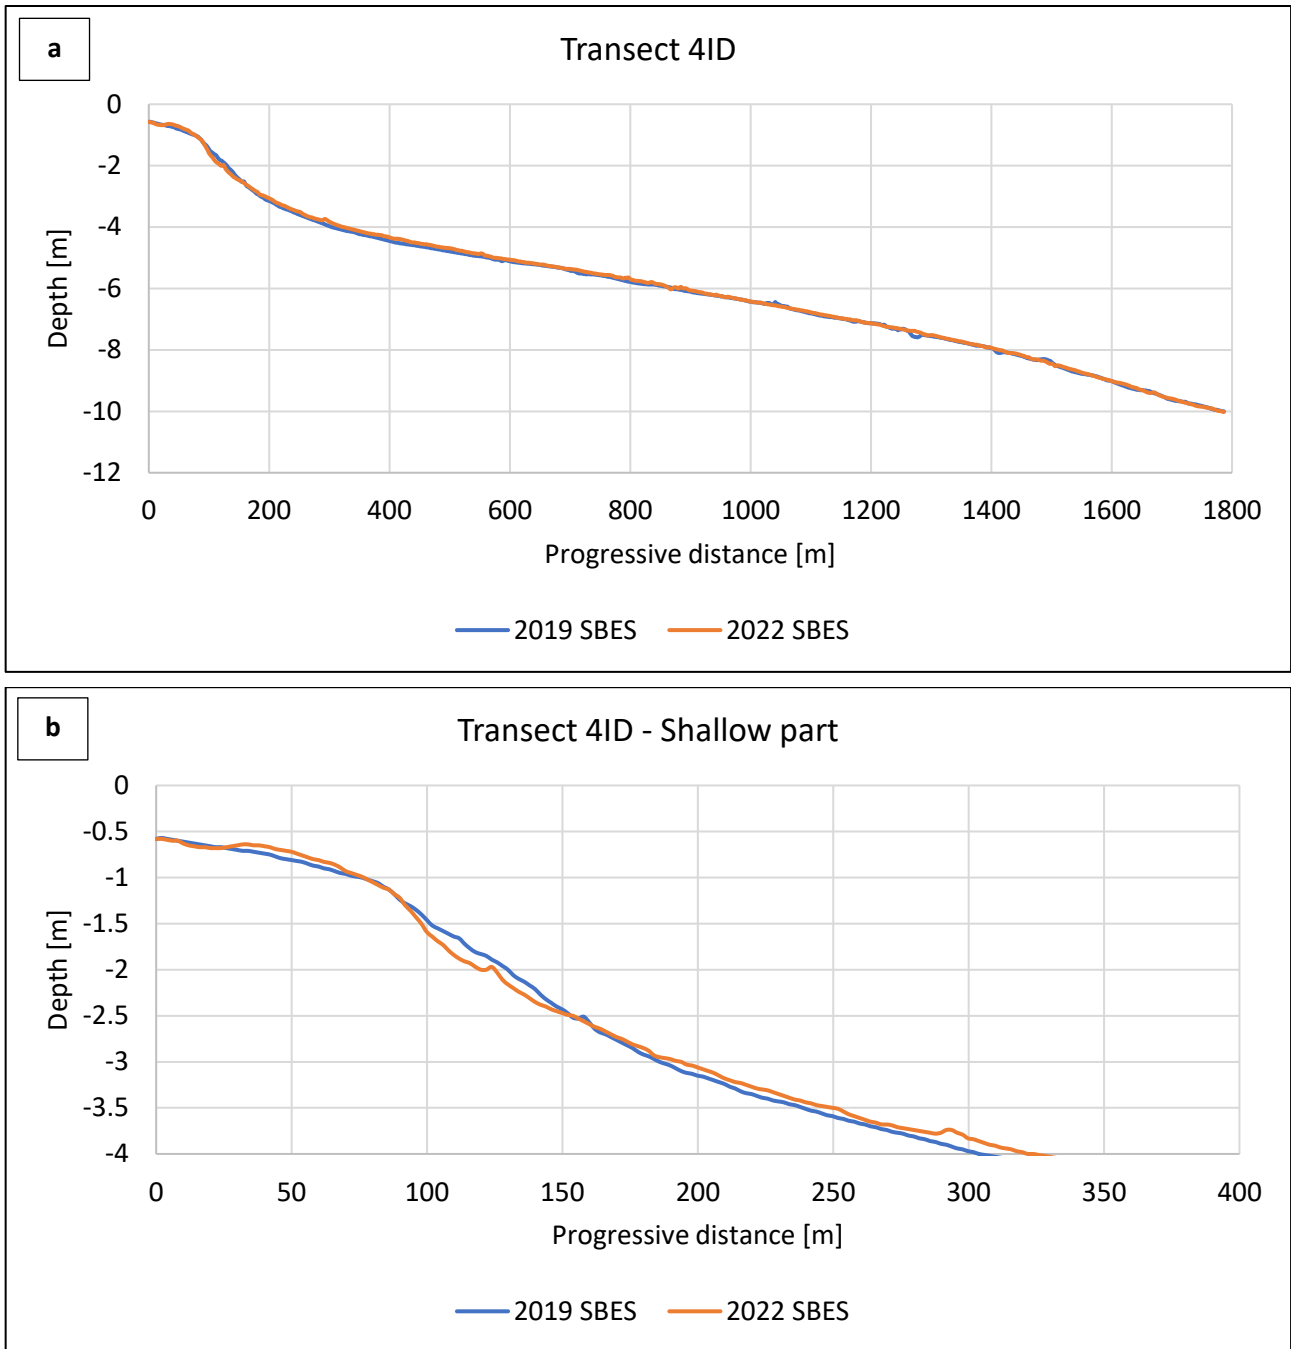 a
Transect 4ID
0
-2
-4
-6
-8
-10
-12
Depth [m]
0 200 400 600 800 1000 1200 1400 1600 1800
Progressive distance [m]
2019 SBES 2022 SBES
b
Transect 4ID - Shallow part
0
-0.5
-1
-1.5
-2
-2.5
-3
-3.5
-4
Depth [m]
0 50 100 150 200 250 300 350 400
Progressive distance [m]
2019 SBES 2022 SBES